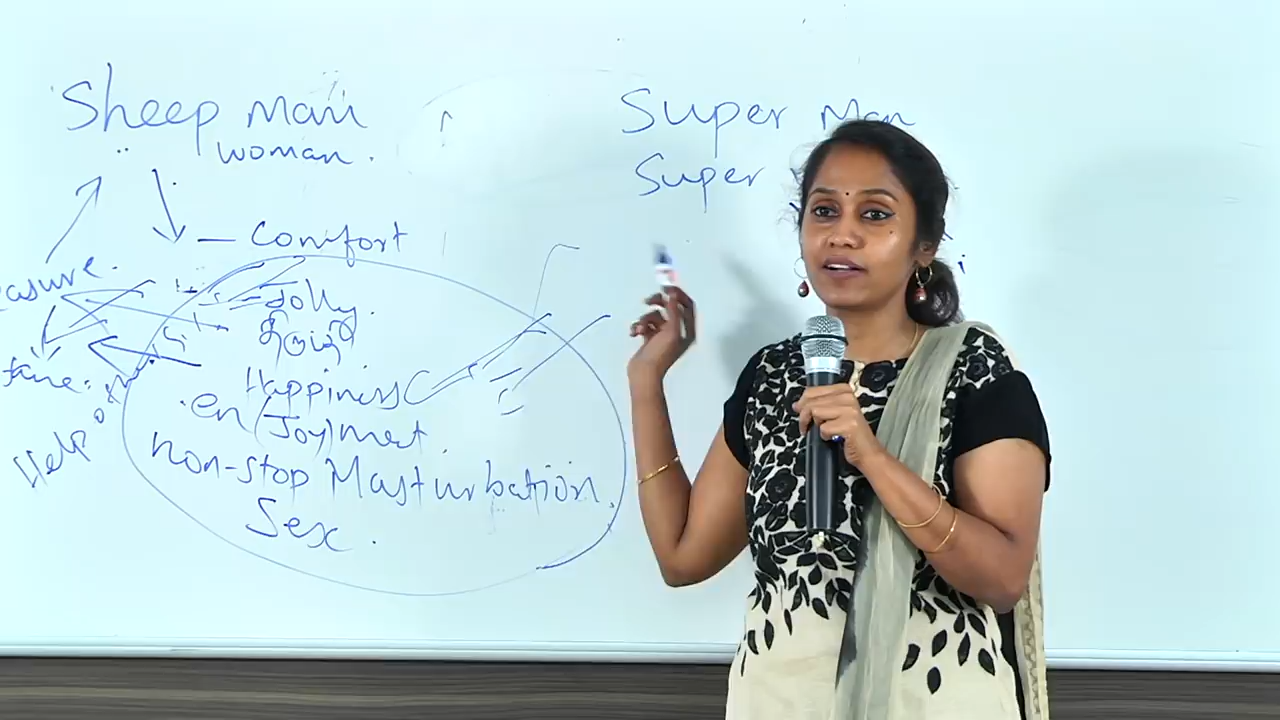 Sheep man
woman.
Super Man
Super
— Comfort
Jolly.
Happiness
en(Joy)ment.
Help
non-stop Masturbation.
Sex.